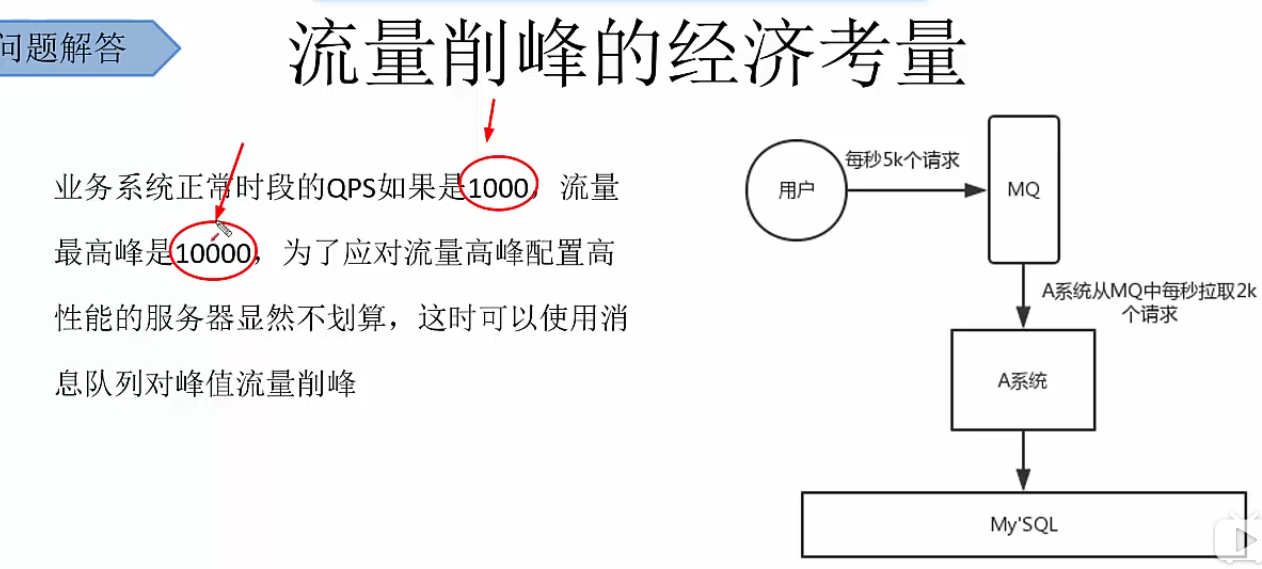 问题解答
流量削峰的经济考量
业务系统正常时段的QPS如果是1000，流量
最高峰是10000，为了应对流量高峰配置高
性能的服务器显然不划算，这时可以使用消
息队列对峰值流量削峰
用户
每秒5k个请求
MQ
A系统从MQ中每秒拉取2k
个请求
A系统
My'SQL